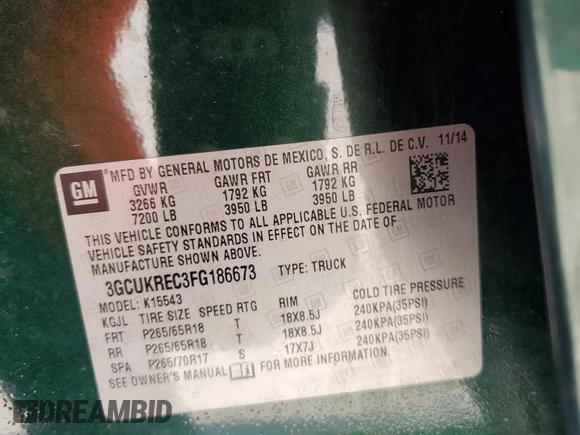 GM
MFD BY GENERAL MOTORS DE MEXICO, S. DE R.L. DE C.V. 11/14
GVWR GAWR FRT GAWR RR
3266 KG 1792 KG 1792 KG
7200 LB 3950 LB 3950 LB
THIS VEHICLE CONFORMS TO ALL APPLICABLE U.S. FEDERAL MOTOR
VEHICLE SAFETY STANDARDS IN EFFECT ON THE DATE OF
MANUFACTURE SHOWN ABOVE.
3GCUKREC3FG186673 TYPE: TRUCK
MODEL: K15543
KGJL TIRE SIZE SPEED RTG RIM COLD TIRE PRESSURE
FRT P265/65R18 T 18X8.5J 240KPA(35PSI)
RR P265/65R18 T 18X8.5J 240KPA(35PSI)
SPA P265/70R17 S 17X7J 240KPA(35PSI)
SEE OWNER'S MANUAL FOR MORE INFORMATION.
DREAMBID